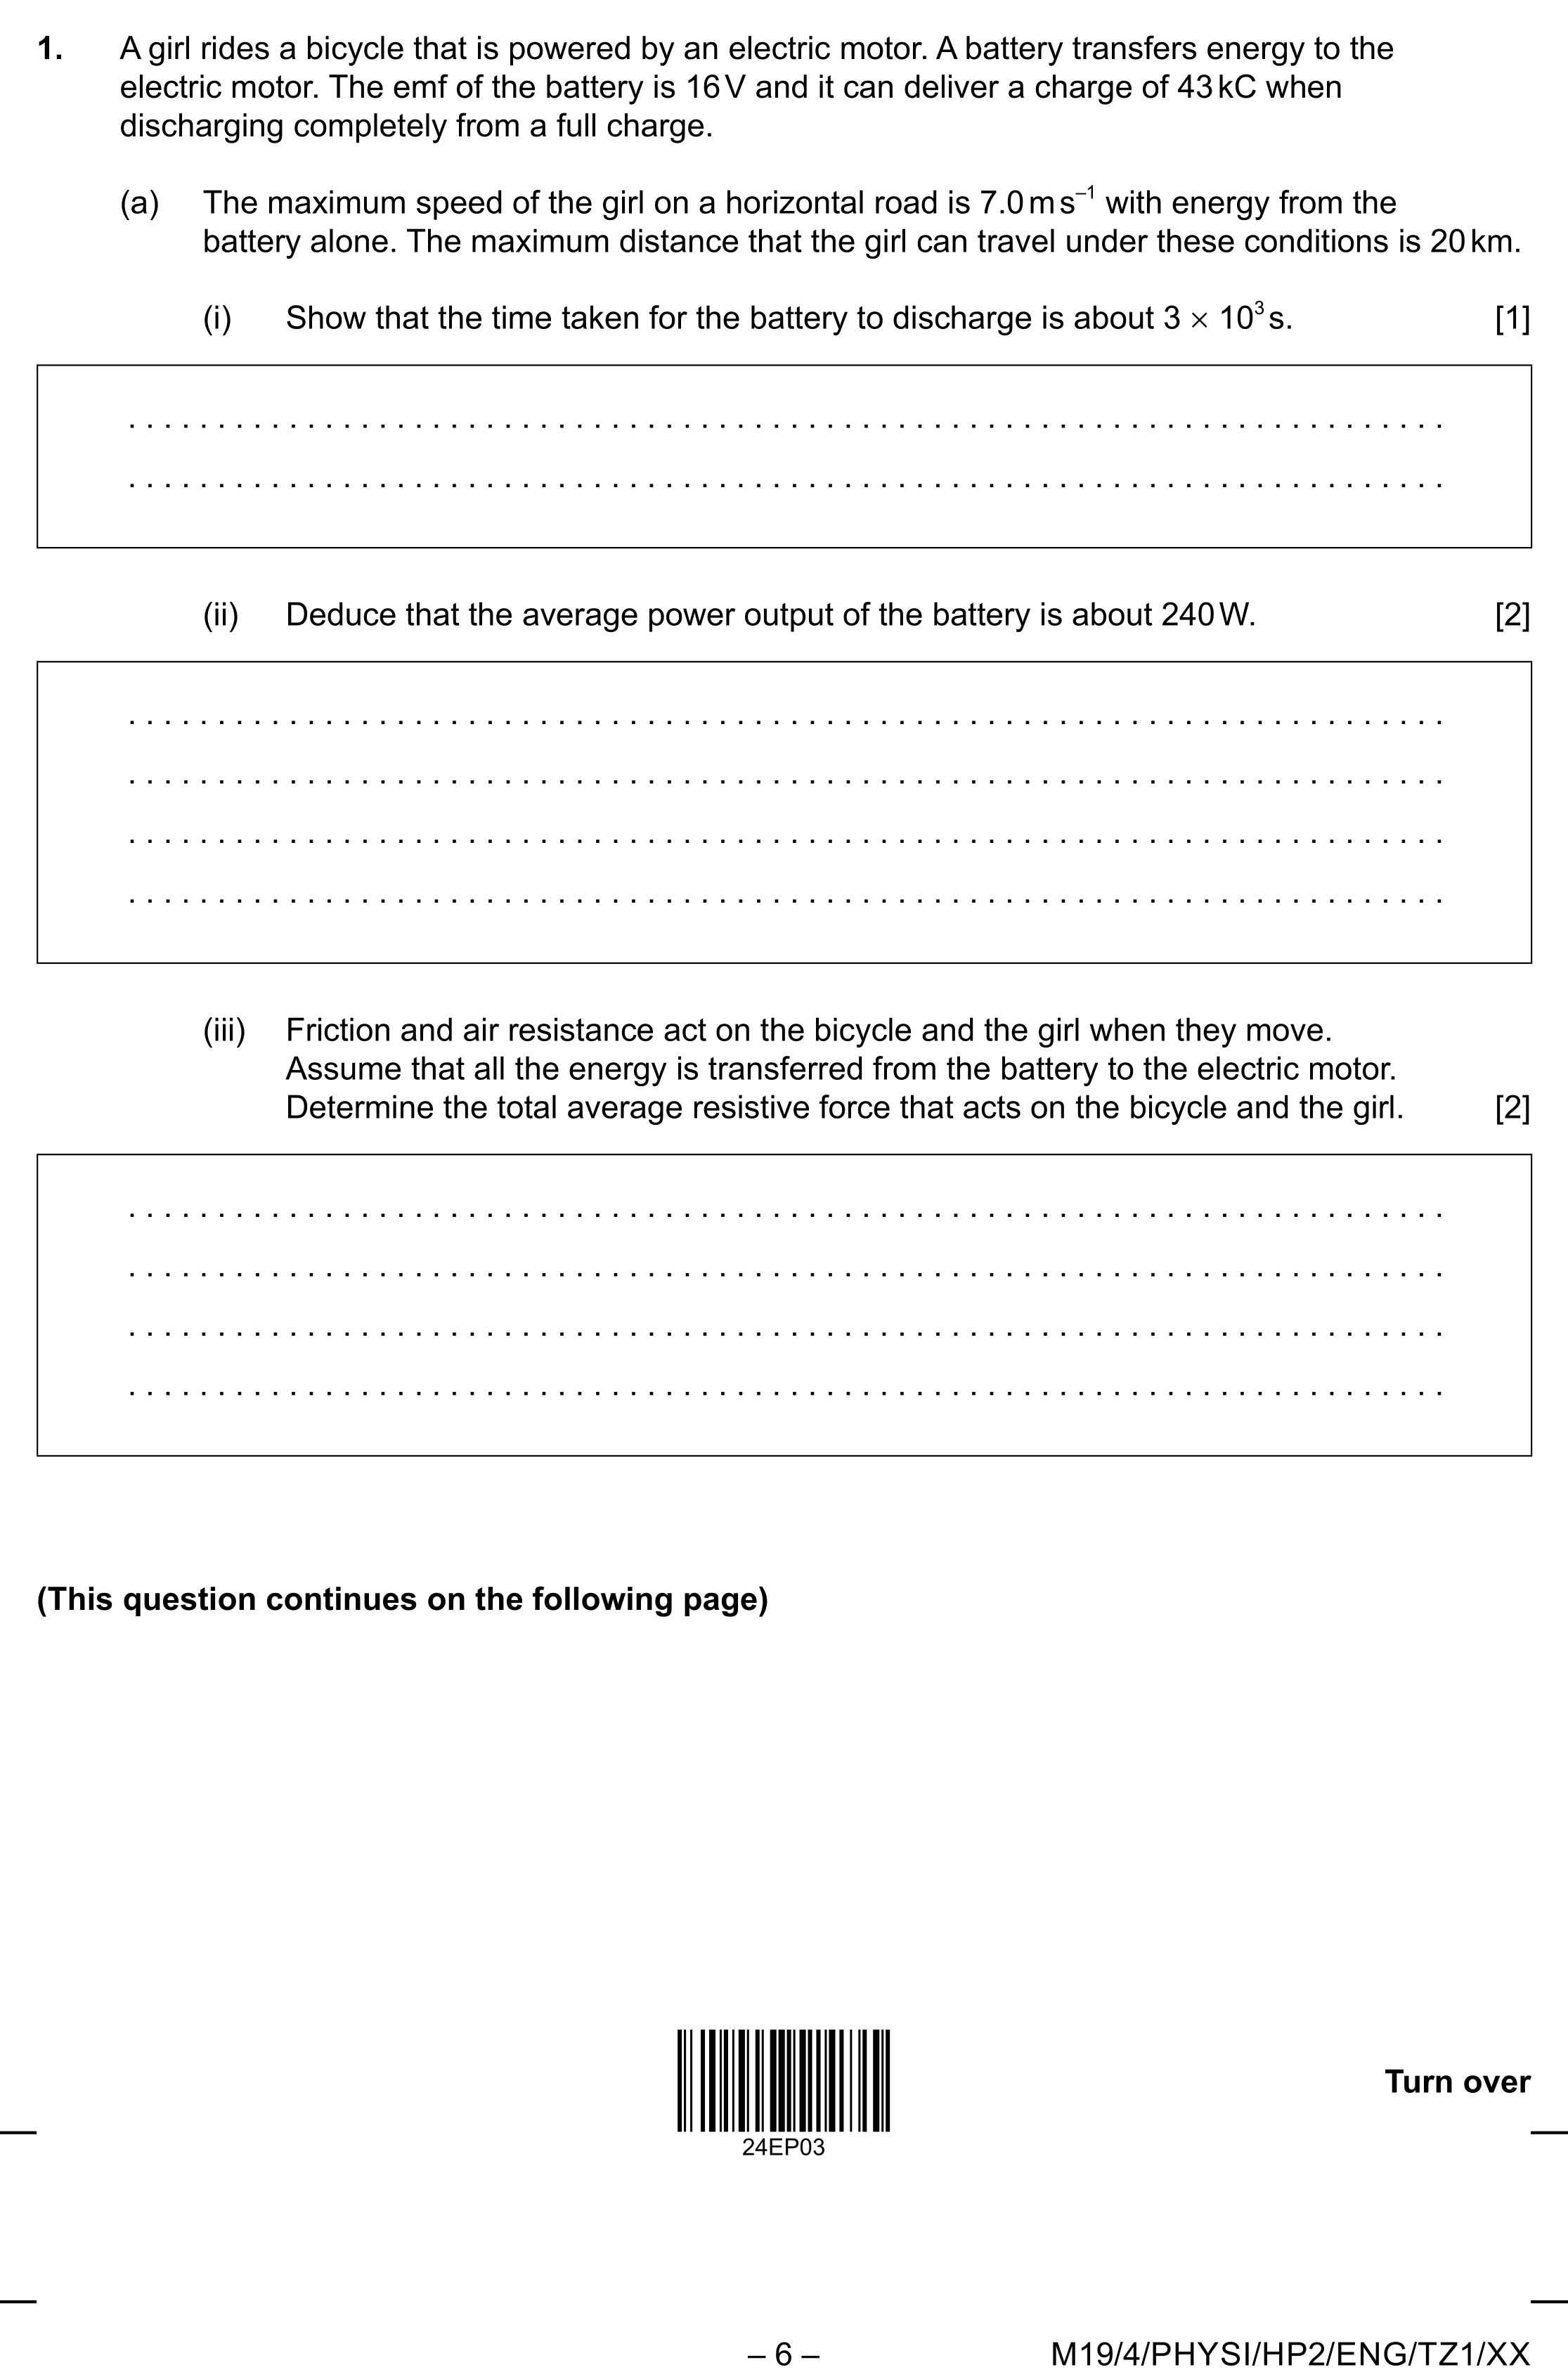 1. A girl rides a bicycle that is powered by an electric motor. A battery transfers energy to the
electric motor. The emf of the battery is 16 V and it can deliver a charge of 43 kC when
discharging completely from a full charge.
(a) The maximum speed of the girl on a horizontal road is 7.0 m s⁻¹ with energy from the
battery alone. The maximum distance that the girl can travel under these conditions is 20 km.
(i) Show that the time taken for the battery to discharge is about 3 × 10³ s. [1]
(ii) Deduce that the average power output of the battery is about 240 W. [2]
(iii) Friction and air resistance act on the bicycle and the girl when they move.
Assume that all the energy is transferred from the battery to the electric motor.
Determine the total average resistive force that acts on the bicycle and the girl. [2]
(This question continues on the following page)
Turn over
24EP03
– 6 – M19/4/PHYSI/HP2/ENG/TZ1/XX